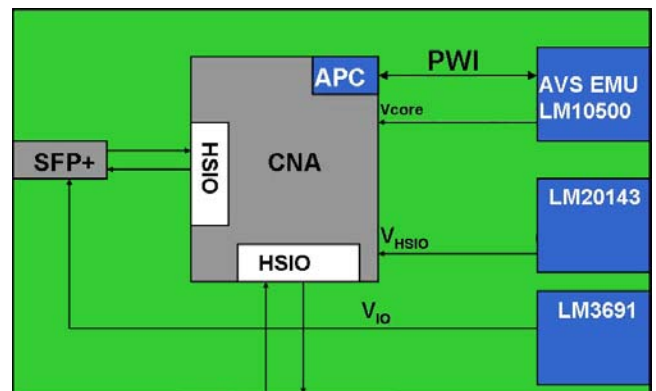 APC
PWI
AVS EMU
LM10500
Vcore
SFP+
HSIO
CNA
LM20143
VHSIO
HSIO
LM3691
VIO